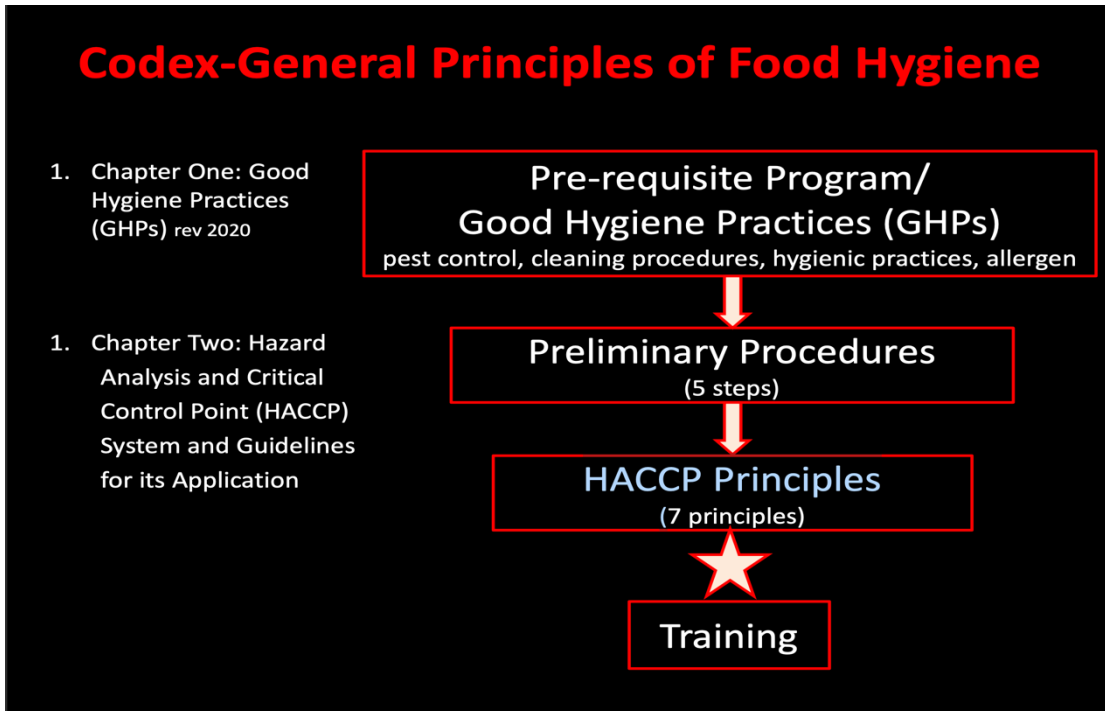 Codex-General Principles of Food Hygiene
1. Chapter One: Good
Hygiene Practices
(GHPs) rev 2020
Pre-requisite Program/
Good Hygiene Practices (GHPs)
pest control, cleaning procedures, hygienic practices, allergen
1. Chapter Two: Hazard
Analysis and Critical
Control Point (HACCP)
System and Guidelines
for its Application
Preliminary Procedures
(5 steps)
HACCP Principles
(7 principles)
Training